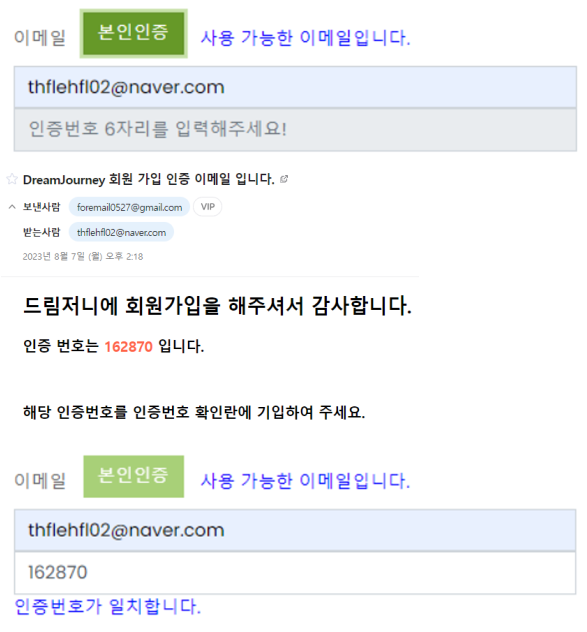 이메일 본인인증 사용 가능한 이메일입니다.
thflehfl02@naver.com
인증번호 6자리를 입력해주세요!
DreamJourney 회원 가입 인증 이메일 입니다.
보낸사람 foremail0527@gmail.com VIP
받는사람 thflehfl02@naver.com
2023년 8월 7일 (월) 오후 2:18
드림저니에 회원가입을 해주셔서 감사합니다.
인증 번호는 162870 입니다.
해당 인증번호를 인증번호 확인란에 기입하여 주세요.
이메일 본인인증 사용 가능한 이메일입니다.
thflehfl02@naver.com
162870
인증번호가 일치합니다.